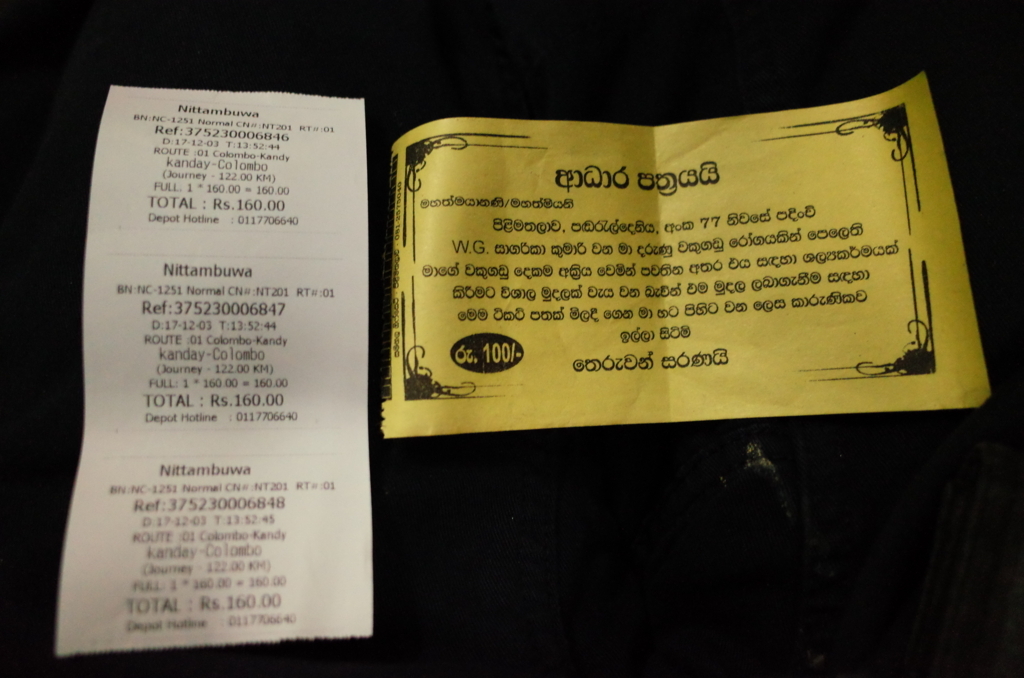 Nittambuwa
BN:NC-1251 Normal CN#:NT201 RT#:01
Ref:375230006846
D:17-12-03 T:13:52:44
ROUTE :01 Colombo-Kandy
kanday-Colombo
(Journey - 122.00 KM)
FULL: 1 * 160.00 = 160.00
TOTAL : Rs.160.00
Depot Hotline : 0117706640
Nittambuwa
BN:NC-1251 Normal CN#:NT201 RT#:01
Ref:375230006847
D:17-12-03 T:13:52:44
ROUTE :01 Colombo-Kandy
kanday-Colombo
(Journey - 122.00 KM)
FULL: 1 * 160.00 = 160.00
TOTAL : Rs.160.00
Depot Hotline : 0117706640
Nittambuwa
BN:NC-1251 Normal CN#:NT201 RT#:01
Ref:375230006848
D:17-12-03 T:13:52:45
ROUTE :01 Colombo-Kandy
kanday-Colombo
(Journey - 122.00 KM)
FULL: 1 * 160.00 = 160.00
TOTAL : Rs.160.00
Depot Hotline : 0117706640
ආධාර පත්‍රයයි
මහත්මයාණනි/මහත්මියනි
පිළිමතලාව, පඬරැල්දෙනිය, අංක 77 නිවසේ පදිංචි
W.G. සාගරිකා කුමාරි වන මා දරුණු වකුගඩු රෝගයකින් පෙලෙති
මාගේ වකුගඩු දෙකම අක්‍රිය වෙමින් පවතින අතර එය සඳහා ශල්‍යකර්මයක්
කිරීමට විශාල මුදලක් වැය වන බැවින් එම මුදල ලබාගැනීම සඳහා
මෙම ටිකට් පතක් මිලදී ගෙන මා හට පිහිට වන ලෙස කාරුණිකව
ඉල්ලා සිටිමි
රු. 100/-
තෙරුවන් සරණයි